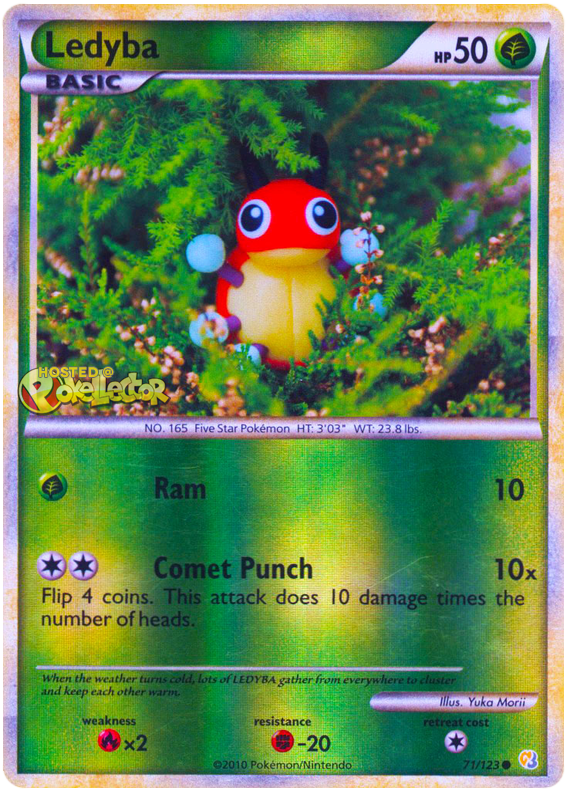 Ledyba
HP 50
BASIC
HOSTED @
Pokellector
NO. 165 Five Star Pokémon HT: 3'03" WT: 23.8 lbs.
Ram 10
Comet Punch 10x
Flip 4 coins. This attack does 10 damage times the
number of heads.
When the weather turns cold, lots of LEDYBA gather from everywhere to cluster
and keep each other warm.
Illus. Yuka Morii
weakness resistance retreat cost
×2 -20
©2010 Pokémon/Nintendo
71/123